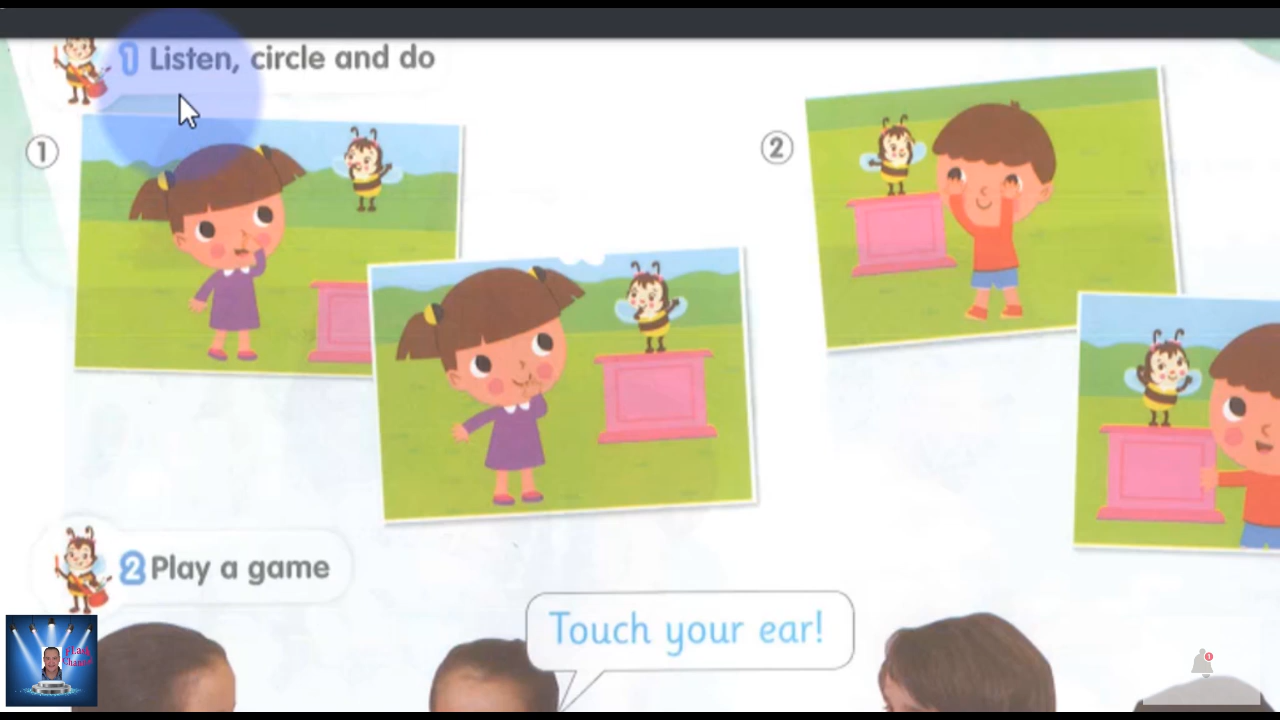 1 Listen, circle and do
1
2
2 Play a game
Touch your ear!